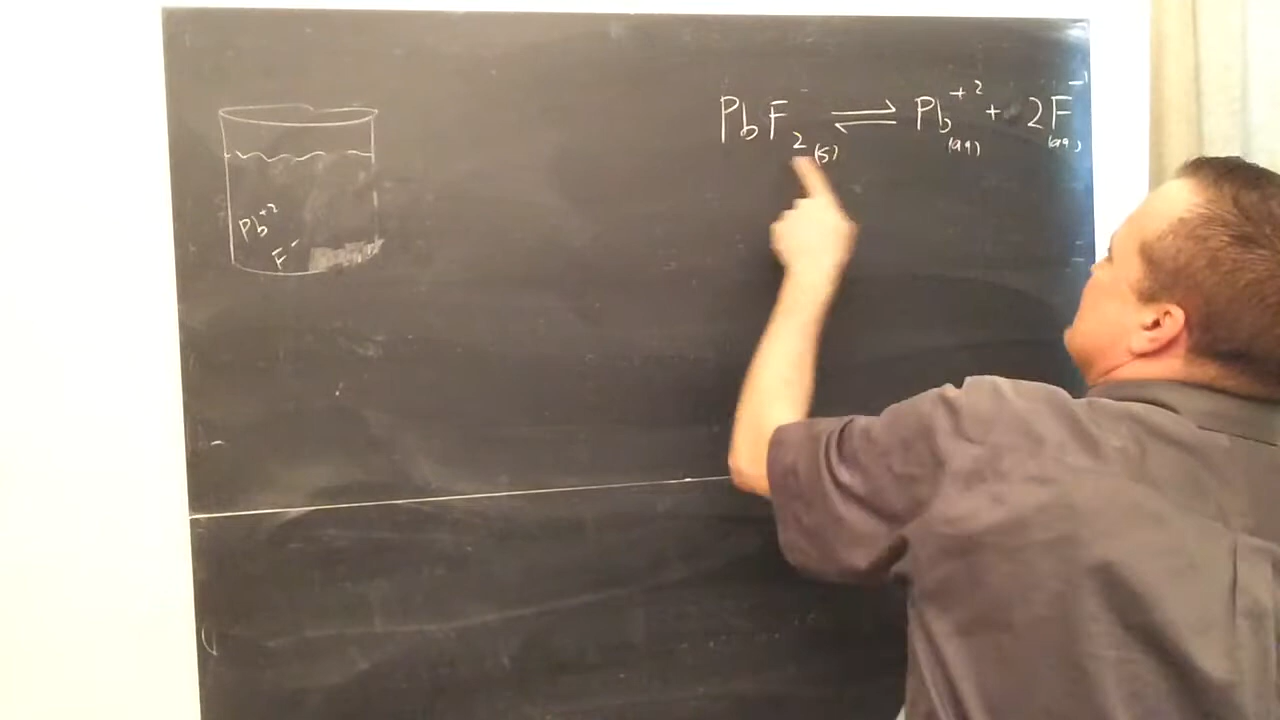 PbF₂(s) ⇌ Pb⁺²(aq) + 2F⁻¹(aq)
Pb⁺²
F⁻